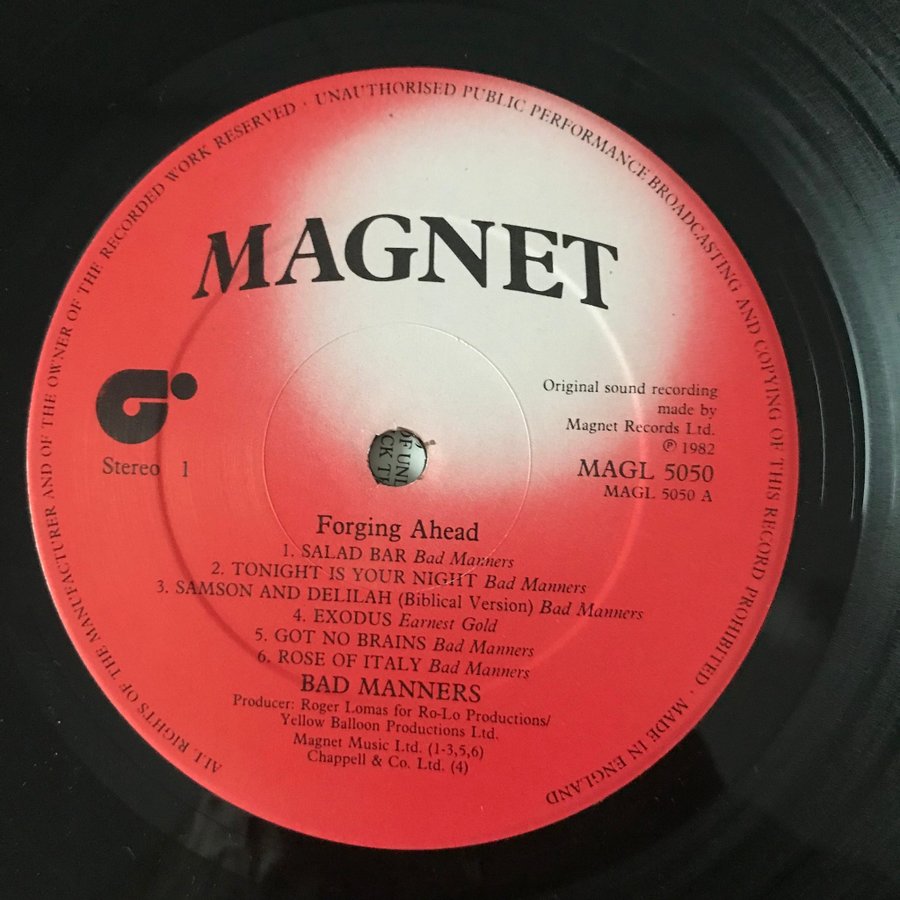 ALL RIGHTS OF THE MANUFACTURER AND OF THE OWNER OF THE RECORDED WORK RESERVED · UNAUTHORISED PUBLIC PERFORMANCE BROADCASTING AND COPYING OF THIS RECORD PROHIBITED · MADE IN ENGLAND
MAGNET
Original sound recording
made by
Magnet Records Ltd.
℗ 1982
Stereo 1
MAGL 5050
MAGL 5050 A
Forging Ahead
1. SALAD BAR Bad Manners
2. TONIGHT IS YOUR NIGHT Bad Manners
3. SAMSON AND DELILAH (Biblical Version) Bad Manners
4. EXODUS Earnest Gold
5. GOT NO BRAINS Bad Manners
6. ROSE OF ITALY Bad Manners
BAD MANNERS
Producer: Roger Lomas for Ro-Lo Productions/
Yellow Balloon Productions Ltd.
Magnet Music Ltd. (1-3,5,6)
Chappell & Co. Ltd. (4)